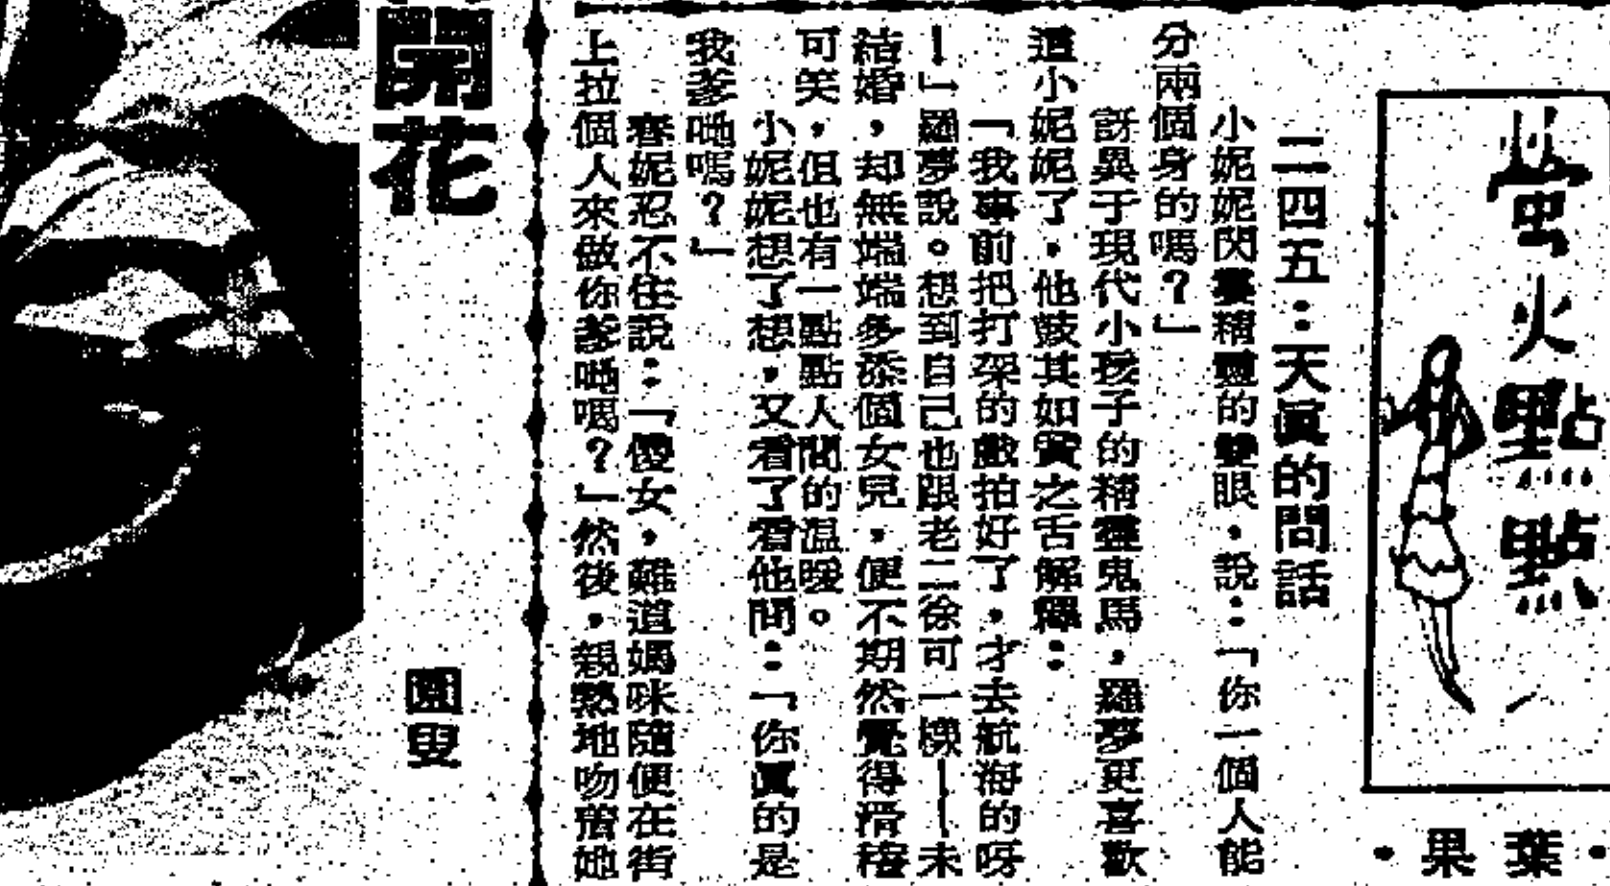 萤火點點
·葉果·
二四五：天眞的問話
小妮妮閃婁精靈的雙眼，說：「你一個人能
分兩個身的嗎？」
訝異于現代小孩子的精靈鬼馬，羅夢更喜歡
這小妮妮了，他鼓其如簧之舌解釋：
「我事前把打架的戲拍好了，才去航海的呀
！」羅夢說。想到自己也跟老二徐可一樣——未
結婚，却無端端多添個女兒，便不期然覺得滑稽
可笑，但也有一點點人間的温暖。
小妮妮想了想，又看了看他問：「你眞的是
我爹哋嗎？」
春妮忍不住說：「傻女，難道媽咪隨便在街
上拉個人來做你爹哋嗎？」然後，親熱地吻着她
開花
圓叟